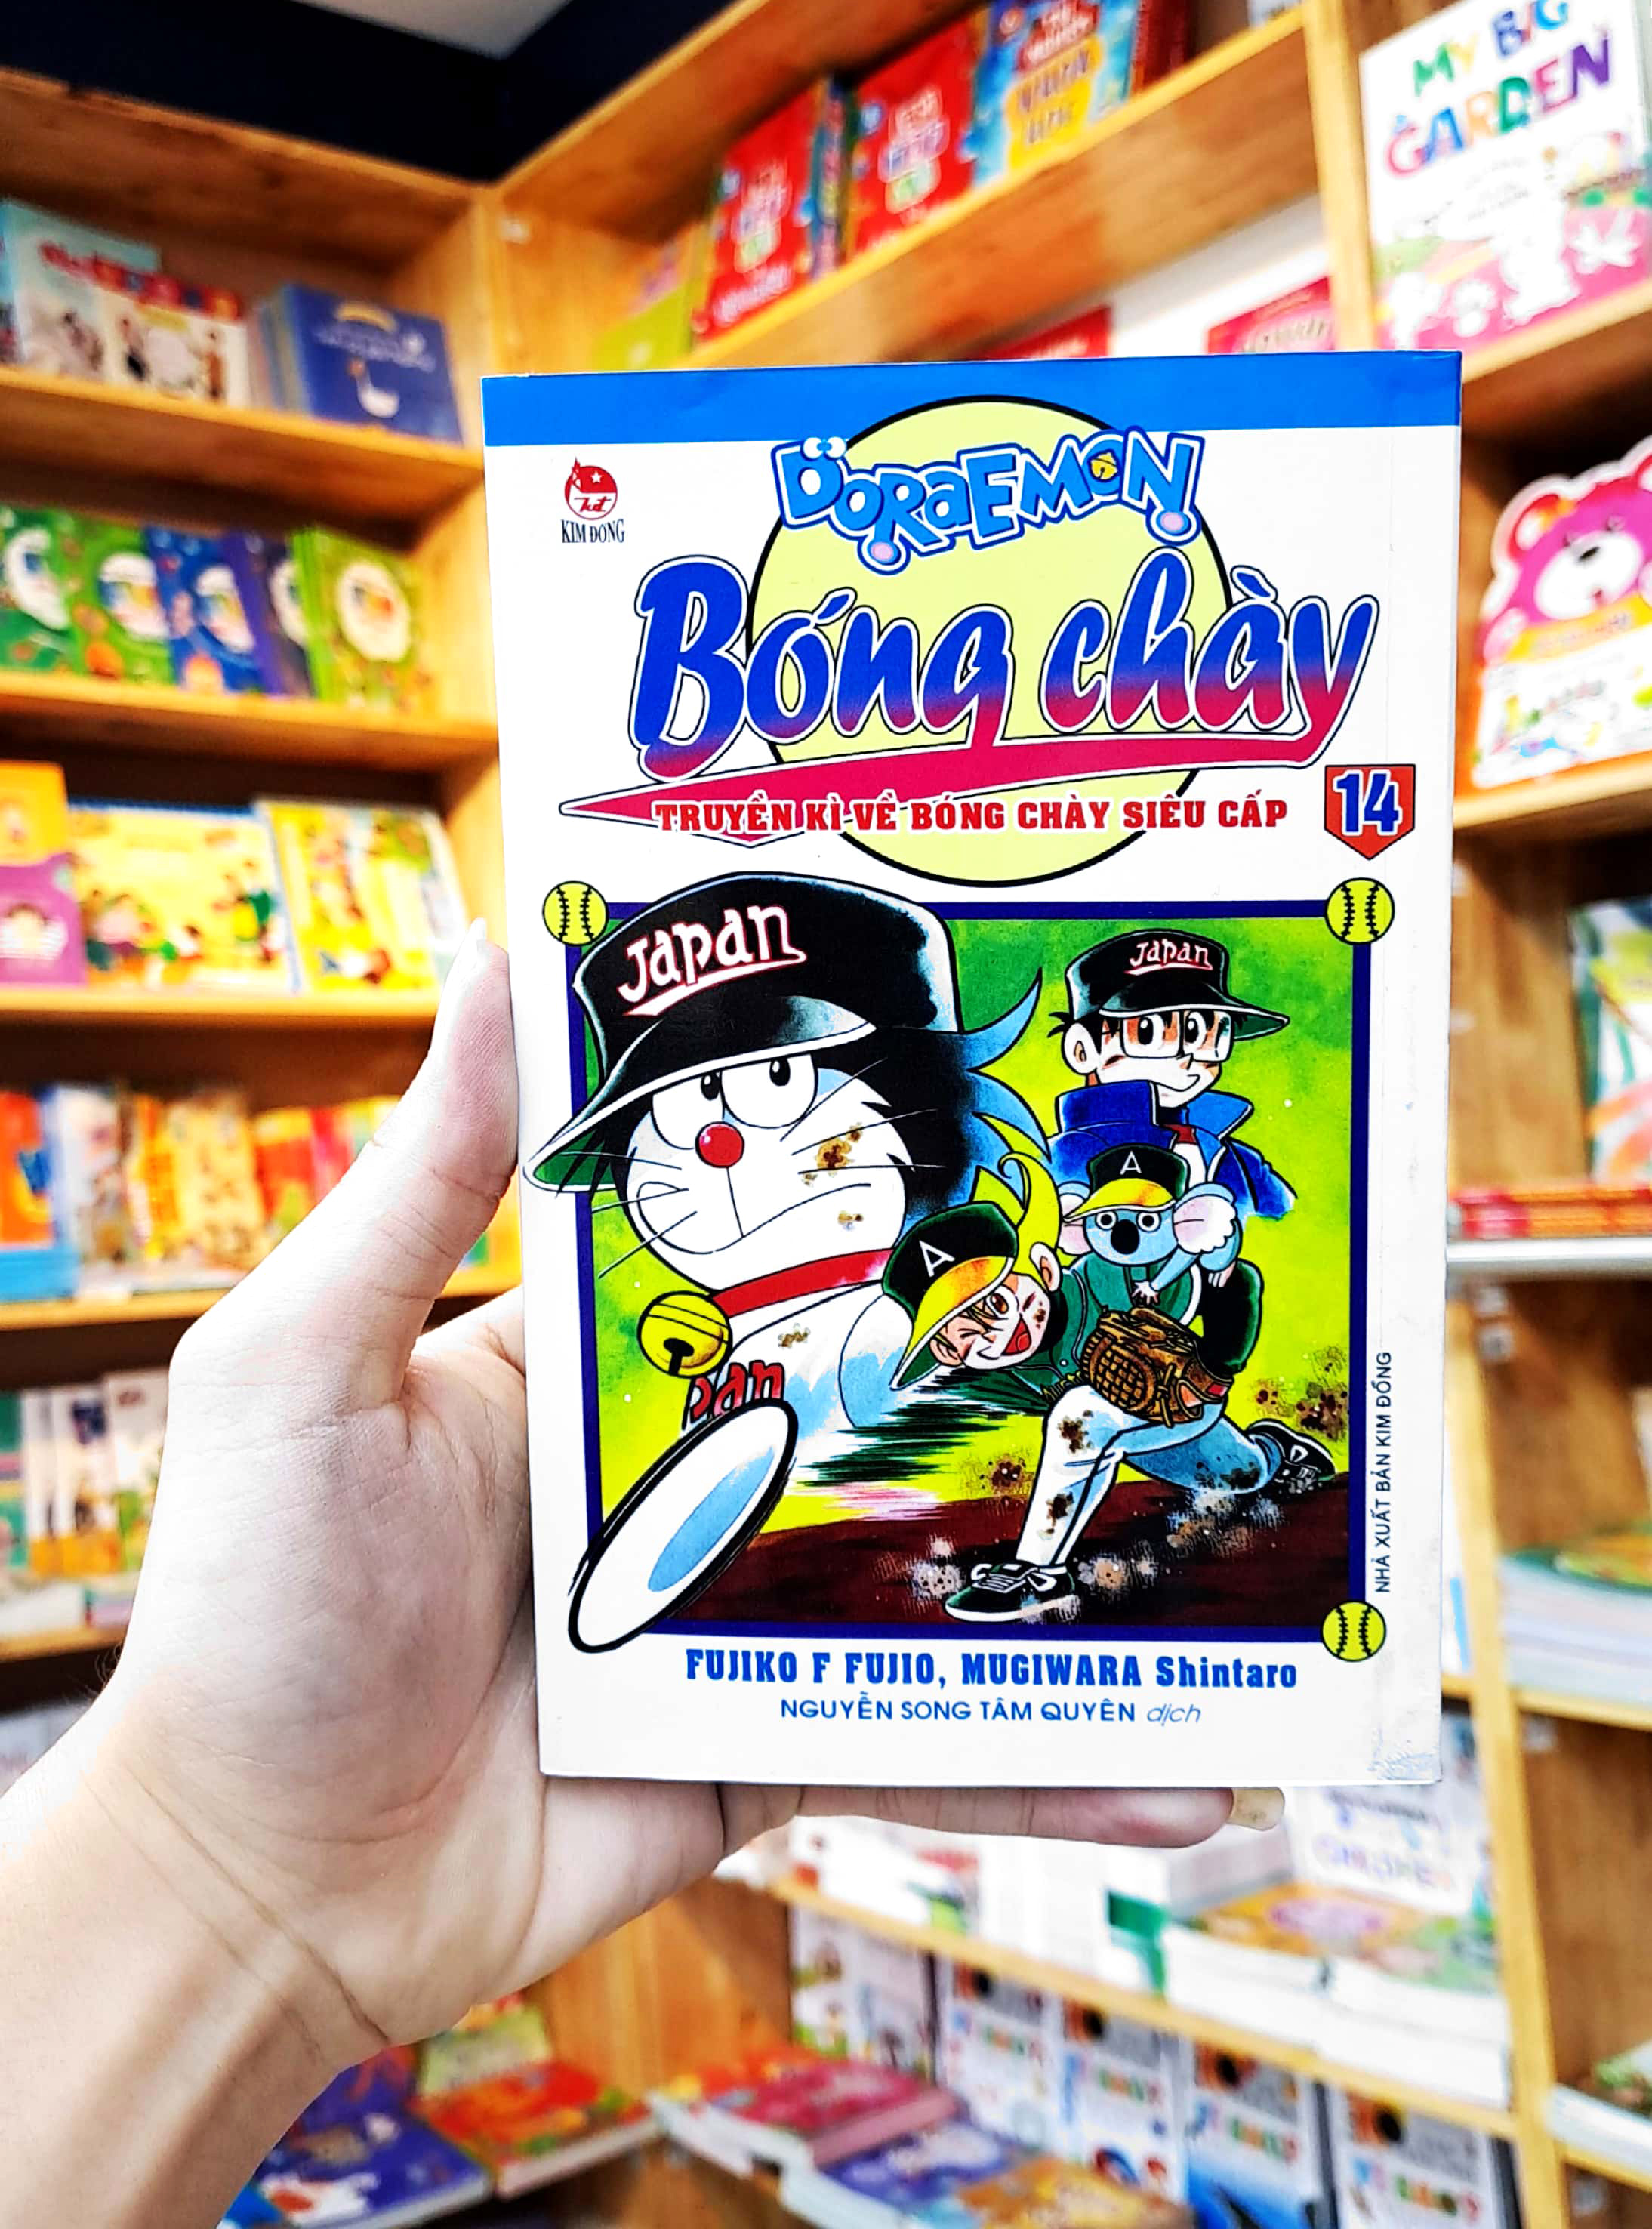 MY BIG
GARDEN
KIM ĐỒNG
DORAEMON
Bóng chày
TRUYỀN KÌ VỀ BÓNG CHÀY SIÊU CẤP
14
Japan
Japan
A
A
pan
NHÀ XUẤT BẢN KIM ĐỒNG
FUJIKO F FUJIO, MUGIWARA Shintaro
NGUYỄN SONG TÂM QUYÊN dịch